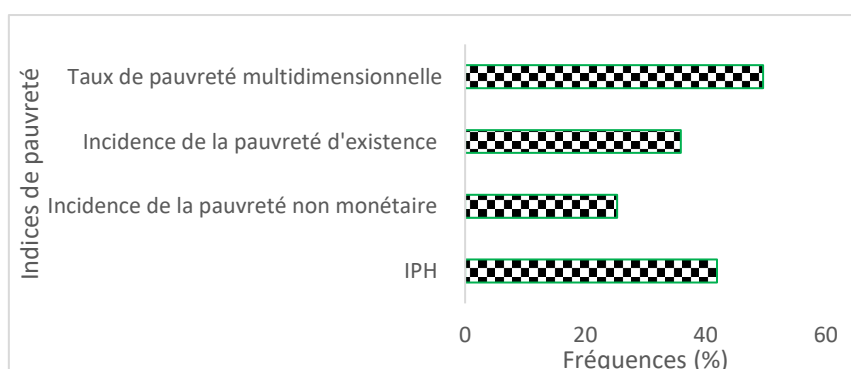 Indices de pauvreté
Taux de pauvreté multidimensionnelle
Incidence de la pauvreté d'existence
Incidence de la pauvreté non monétaire
IPH
0 20 40 60
Fréquences (%)